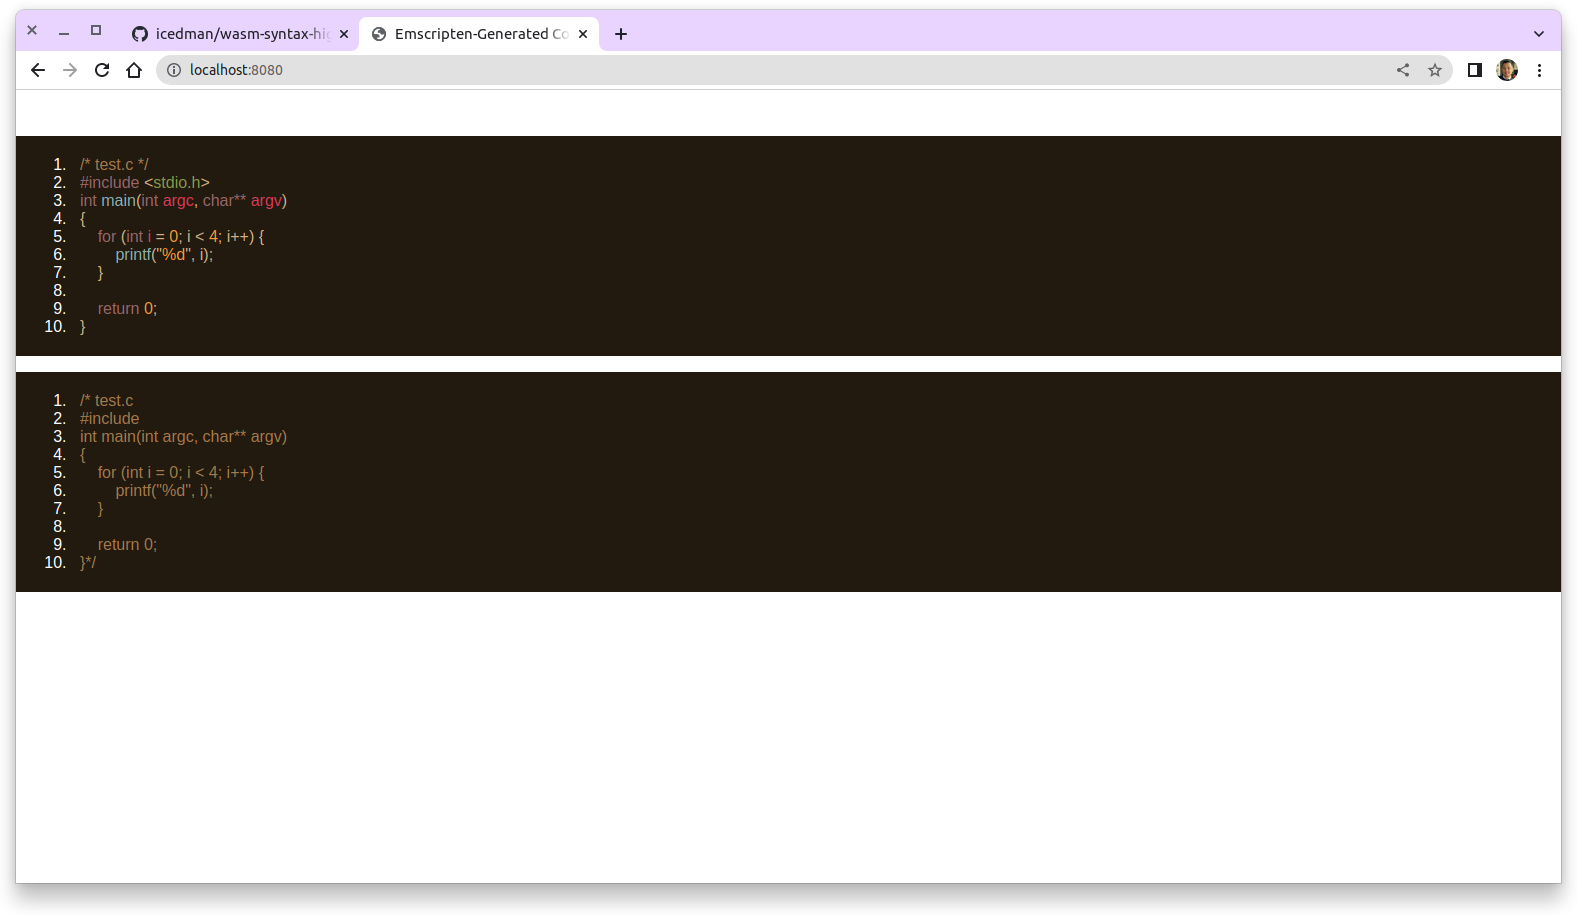 icedman/wasm-syntax-hig
Emscripten-Generated Co
localhost:8080
1. /* test.c */
2. #include <stdio.h>
3. int main(int argc, char** argv)
4. {
5.     for (int i = 0; i < 4; i++) {
6.         printf("%d", i);
7.     }
8.
9.     return 0;
10. }
1. /* test.c
2. #include
3. int main(int argc, char** argv)
4. {
5.     for (int i = 0; i < 4; i++) {
6.         printf("%d", i);
7.     }
8.
9.     return 0;
10. }*/